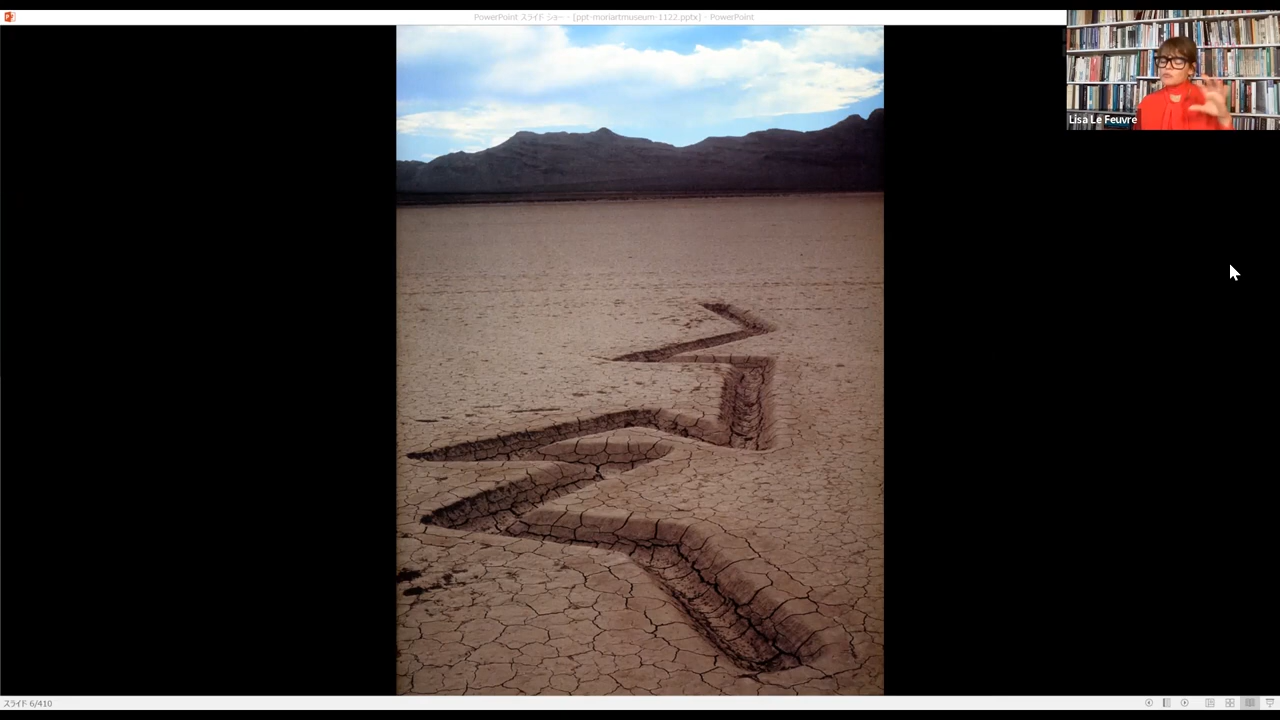 PowerPoint スライド ショー - [ppt-moriartmuseum-1122.pptx] - PowerPoint
Lisa Le Feuvre
スライド 6/410